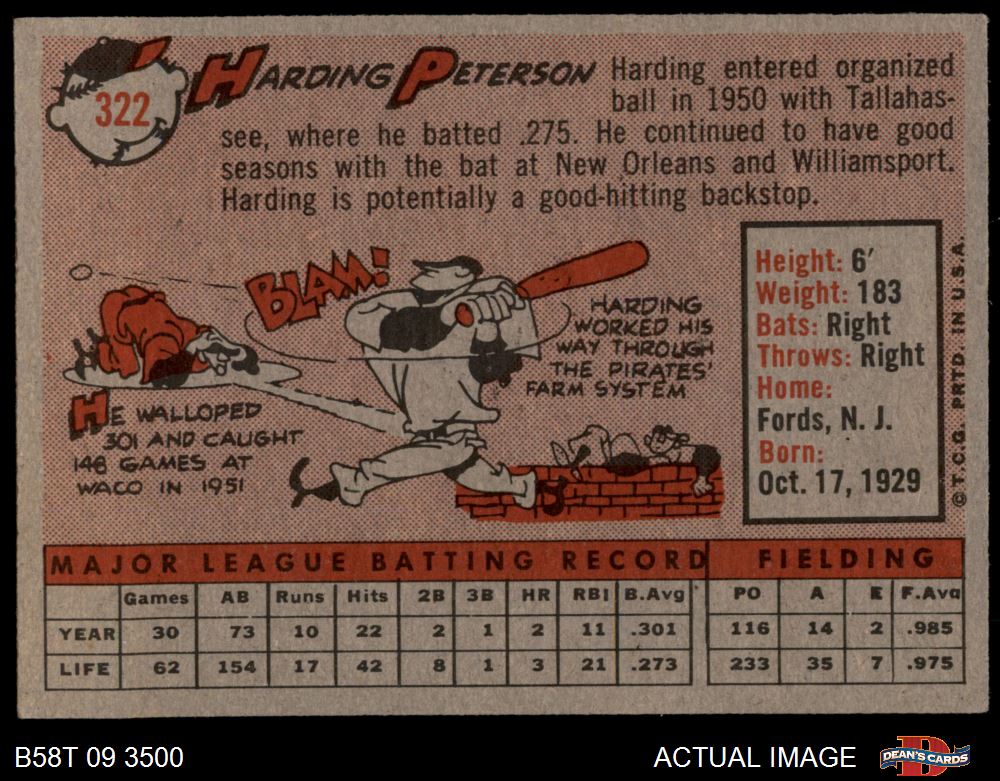 322
HARDING PETERSON
Harding entered organized
ball in 1950 with Tallahas-
see, where he batted .275. He continued to have good
seasons with the bat at New Orleans and Williamsport.
Harding is potentially a good-hitting backstop.
BLAM!
HARDING
WORKED HIS
WAY THROUGH
THE PIRATES'
FARM SYSTEM
HE WALLOPED
301 AND CAUGHT
148 GAMES AT
WACO IN 1951
Height: 6'
Weight: 183
Bats: Right
Throws: Right
Home:
Fords, N. J.
Born:
Oct. 17, 1929
© T.C.G. PRTD. IN U.S.A.
MAJOR LEAGUE BATTING RECORD FIELDING
Games AB Runs Hits 2B 3B HR RBI B.Avg PO A E F.Avg
YEAR 30 73 10 22 2 1 2 11 .301 116 14 2 .985
LIFE 62 154 17 42 8 1 3 21 .273 233 35 7 .975
B58T 09 3500
ACTUAL IMAGE
DEAN'S CARDS